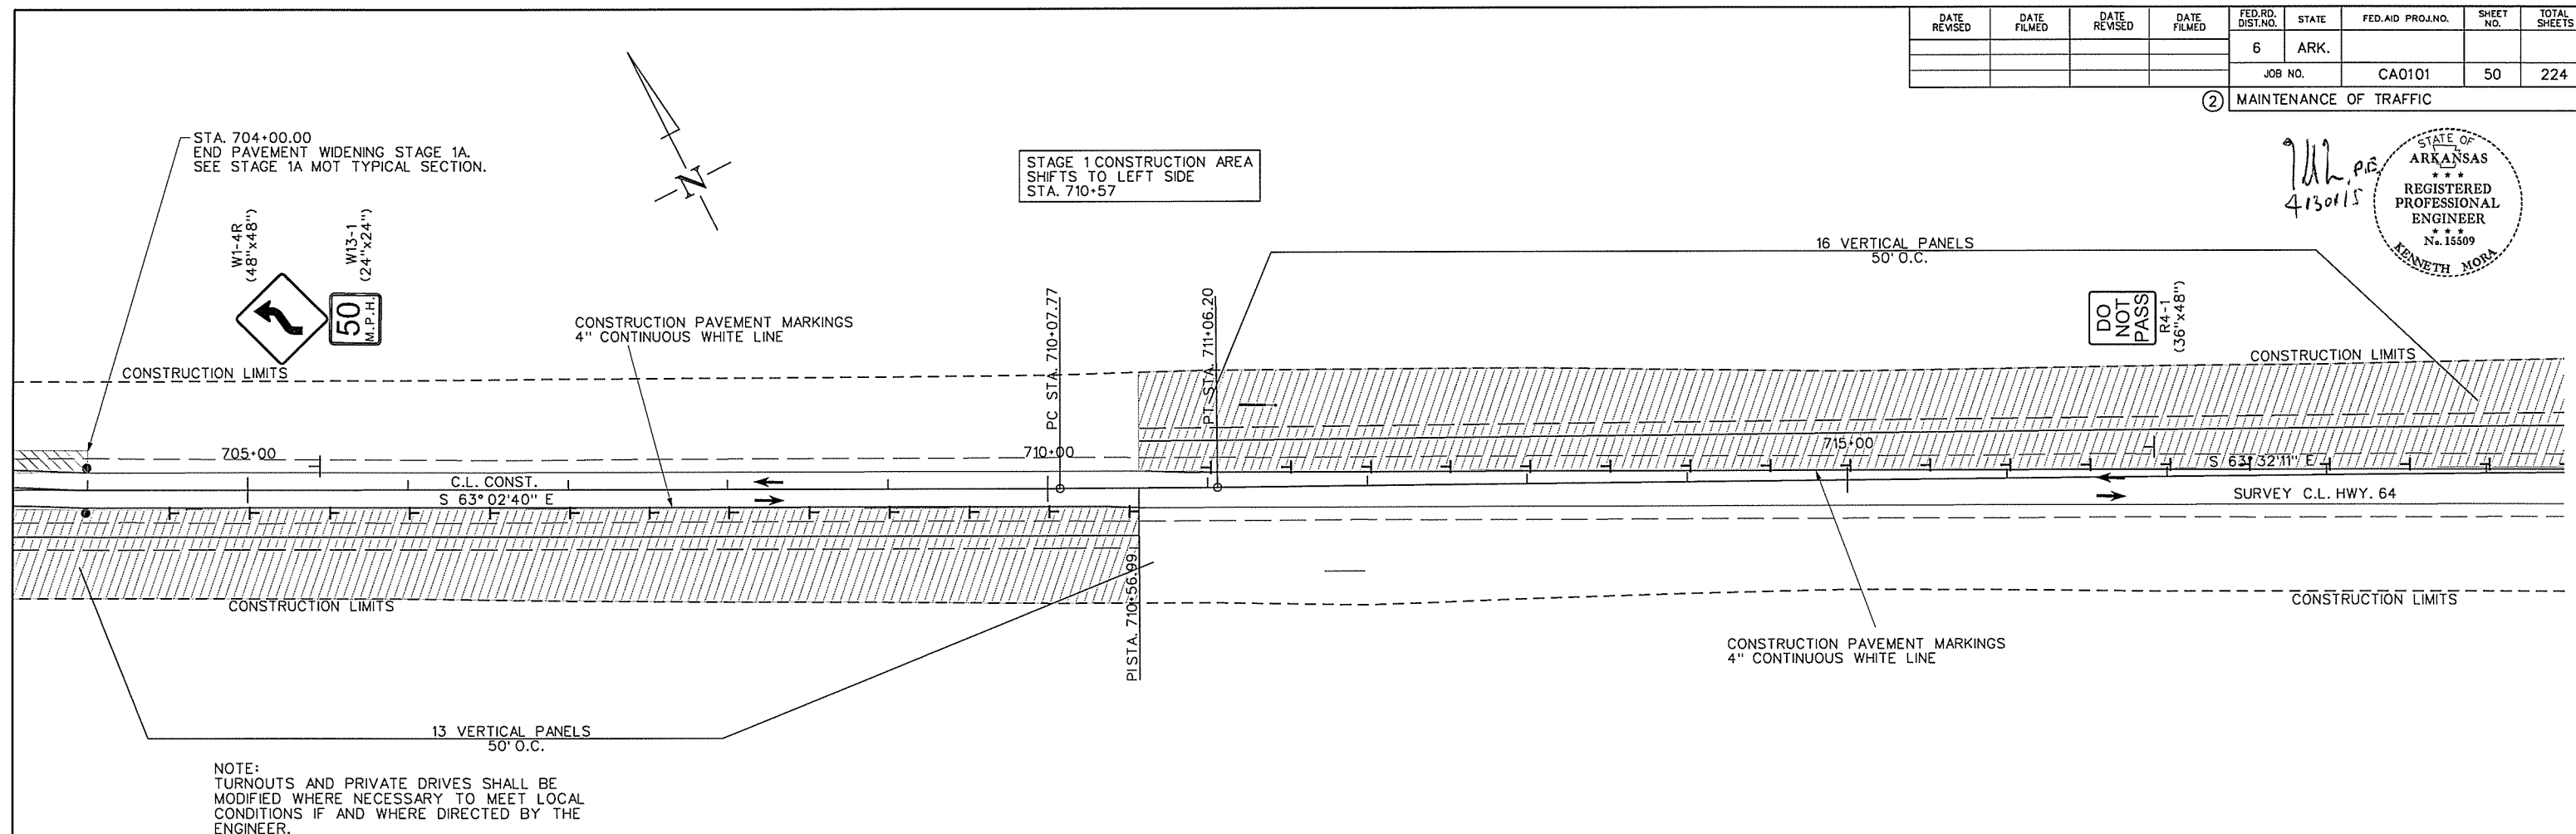 DATE REVISED
DATE FILMED
DATE REVISED
DATE FILMED
FED.RD. DIST.NO.
STATE
FED.AID PROJ.NO.
SHEET NO.
TOTAL SHEETS
6
ARK.
JOB NO.
CA0101
50
224
2
MAINTENANCE OF TRAFFIC
P.E.
STATE OF
ARKANSAS
* * *
REGISTERED
PROFESSIONAL
ENGINEER
* * *
No. 15509
KENNETH MORA
STA. 704+00.00
END PAVEMENT WIDENING STAGE 1A.
SEE STAGE 1A MOT TYPICAL SECTION.
N
STAGE 1 CONSTRUCTION AREA
SHIFTS TO LEFT SIDE
STA. 710+57
W1-4R
(48"x48")
W13-1
(24"x24")
50
M.P.H.
CONSTRUCTION PAVEMENT MARKINGS
4" CONTINUOUS WHITE LINE
PC STA. 710+07.77
PT. STA. 711+06.20
16 VERTICAL PANELS
50' O.C.
DO
NOT
PASS
R4-1
(36"x48")
CONSTRUCTION LIMITS
CONSTRUCTION LIMITS
705+00
710+00
715+00
C.L. CONST.
S 63° 02'40" E
S 63° 32'11" E
SURVEY C.L. HWY. 64
PI STA. 710+56.99
CONSTRUCTION LIMITS
CONSTRUCTION LIMITS
CONSTRUCTION PAVEMENT MARKINGS
4" CONTINUOUS WHITE LINE
13 VERTICAL PANELS
50' O.C.
NOTE:
TURNOUTS AND PRIVATE DRIVES SHALL BE
MODIFIED WHERE NECESSARY TO MEET LOCAL
CONDITIONS IF AND WHERE DIRECTED BY THE
ENGINEER.